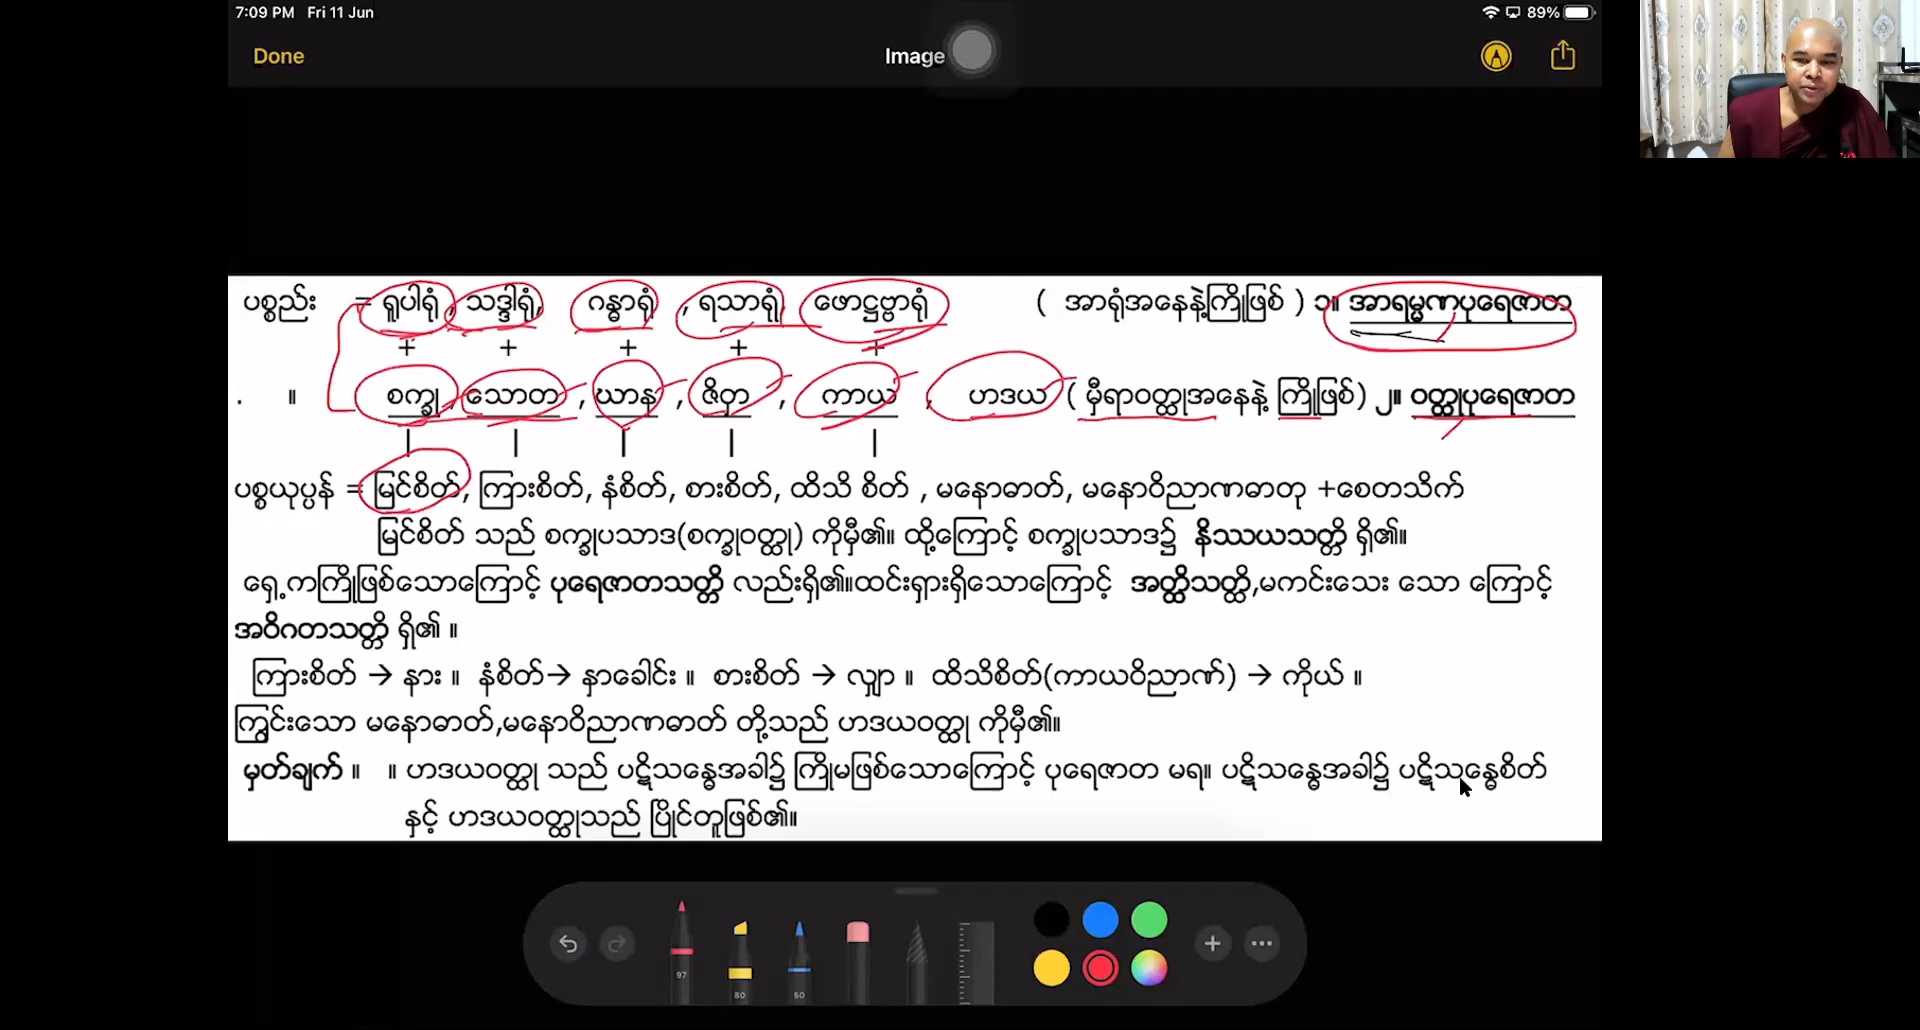 7:09 PM Fri 11 Jun 89%
Done Image
ပစ္စည်း = ရူပါရုံ, သဒ္ဒါရုံ, ဂန္ဓာရုံ , ရသာရုံ ဖောဋ္ဌဗ္ဗာရုံ ( အာရုံအနေနဲ့ကြိုဖြစ် ) ၁။ အာရမ္မဏပုရေဇာတ
+ + + + +
. ။ စက္ခု , သောတ , ဃာန , ဇိဝှာ , ကာယ , ဟဒယ ( မှီရာဝတ္ထုအနေနဲ့ ကြိုဖြစ်) ၂။ ဝတ္ထုပုရေဇာတ
| | | | |
ပစ္စယုပ္ပန် = မြင်စိတ်, ကြားစိတ်, နံစိတ်, စားစိတ်, ထိသိ စိတ် , မနောဓာတ်, မနောဝိညာဏဓာတု +စေတသိက်
မြင်စိတ် သည် စက္ခုပသာဒ(စက္ခုဝတ္ထု) ကိုမှီ၏။ ထို့ကြောင့် စက္ခုပသာဒ၌ နိဿယသတ္တိ ရှိ၏။
ရှေ့ကကြိုဖြစ်သောကြောင့် ပုရေဇာတသတ္တိ လည်းရှိ၏။ထင်းရှားရှိသောကြောင့် အတ္ထိသတ္တိ,မကင်းသေး သော ကြောင့်
အဝိဂတသတ္တိ ရှိ၏ ။
ကြားစိတ် → နား ။ နံစိတ်→ နှာခေါင်း ။ စားစိတ် → လျှာ ။ ထိသိစိတ်(ကာယဝိညာဏ်) → ကိုယ် ။
ကြွင်းသော မနောဓာတ်,မနောဝိညာဏဓာတ် တို့သည် ဟဒယဝတ္ထု ကိုမှီ၏။
မှတ်ချက် ။ ။ ဟဒယဝတ္ထု သည် ပဋိသန္ဓေအခါ၌ ကြိုမဖြစ်သောကြောင့် ပုရေဇာတ မရ။ ပဋိသန္ဓေအခါ၌ ပဋိသန္ဓေစိတ်
နှင့် ဟဒယဝတ္ထုသည် ပြိုင်တူဖြစ်၏။
97 80 50